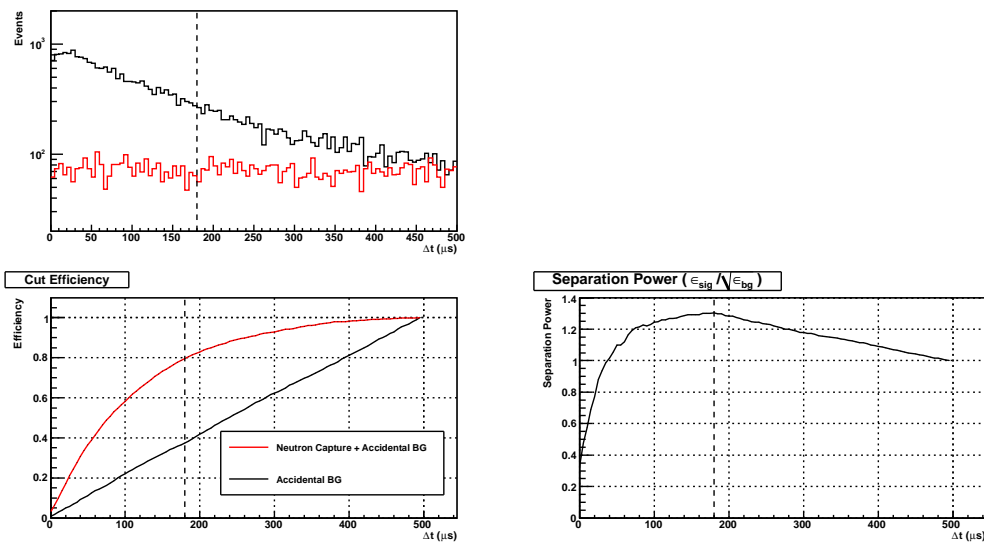 Events
10³
10²
0 50 100 150 200 250 300 350 400 450 500
Δt (μs)
Cut Efficiency
Efficiency
1
0.8
0.6
0.4
0.2
0
Neutron Capture + Accidental BG
Accidental BG
0 100 200 300 400 500
Δt (μs)
Separation Power ( ϵsig /√ϵbg )
Separation Power
1.4
1.2
1
0.8
0.6
0.4
0.2
0
0 100 200 300 400 500
Δt (μs)